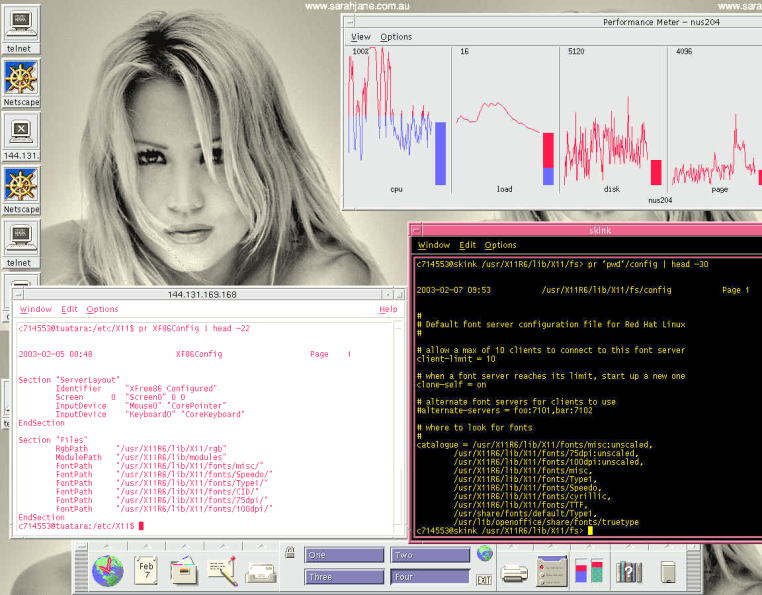 www.sarahjane.com.au
www.sara
telnet
Netscape
144.131.
Netscape
telnet
Performance Meter - nus204
View Options
100% 16 5120 4096
cpu load disk page
nus204
skink
Window Edit Options
c7145530skink /usr/X11R6/lib/X11/fs> pr `pwd`/config | head -30
2003-02-07 09:53 /usr/X11R6/lib/X11/fs/config Page 1
#
# Default font server configuration file for Red Hat Linux
#
# allow a max of 10 clients to connect to this font server
client-limit = 10
# when a font server reaches its limit, start up a new one
clone-self = on
# alternate font servers for clients to use
#alternate-servers = foo:7101,bar:7102
# where to look for fonts
#
catalogue = /usr/X11R6/lib/X11/fonts/misc:unscaled,
/usr/X11R6/lib/X11/fonts/75dpi:unscaled,
/usr/X11R6/lib/X11/fonts/100dpi:unscaled,
/usr/X11R6/lib/X11/fonts/misc,
/usr/X11R6/lib/X11/fonts/Type1,
/usr/X11R6/lib/X11/fonts/Speedo,
/usr/X11R6/lib/X11/fonts/cyrillic,
/usr/X11R6/lib/X11/fonts/TTF,
/usr/share/fonts/default/Type1,
/usr/lib/openoffice/share/fonts/truetype
c7145530skink /usr/X11R6/lib/X11/fs>
144.131.169.168
Window Edit Options Help
c7145530tuatara:/etc/X11$ pr XF86Config | head -22
2003-02-05 00:48 XF86Config Page 1
Section "ServerLayout"
Identifier "XFree86 Configured"
Screen 0 "Screen0" 0 0
InputDevice "Mouse0" "CorePointer"
InputDevice "Keyboard0" "CoreKeyboard"
EndSection
Section "Files"
RgbPath "/usr/X11R6/lib/X11/rgb"
ModulePath "/usr/X11R6/lib/modules"
FontPath "/usr/X11R6/lib/X11/fonts/misc/"
FontPath "/usr/X11R6/lib/X11/fonts/Speedo/"
FontPath "/usr/X11R6/lib/X11/fonts/Type1/"
FontPath "/usr/X11R6/lib/X11/fonts/CID/"
FontPath "/usr/X11R6/lib/X11/fonts/75dpi/"
FontPath "/usr/X11R6/lib/X11/fonts/100dpi/"
EndSection
c7145530tuatara:/etc/X11$
Feb
7
One Two
Three Four
EXIT